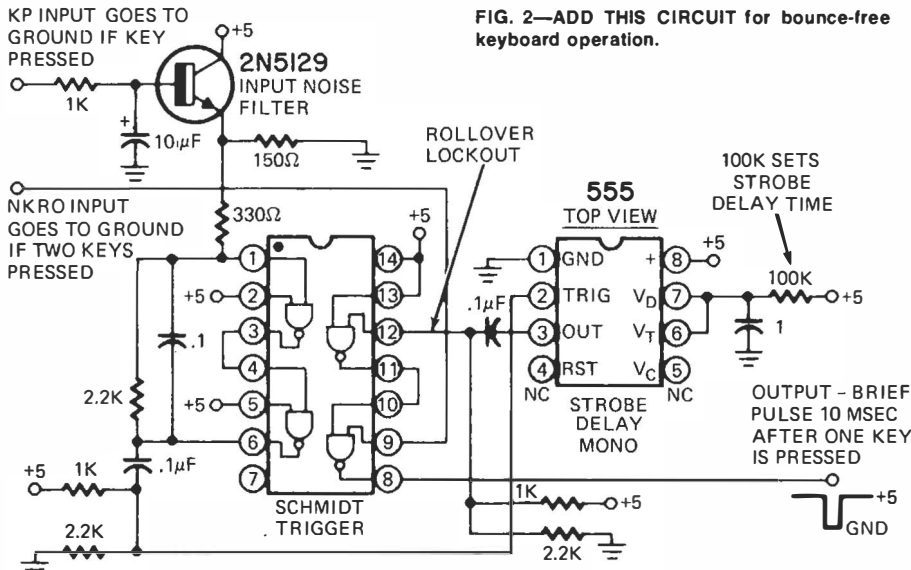 KP INPUT GOES TO
GROUND IF KEY
PRESSED
+5
2N5129
INPUT NOISE
FILTER
FIG. 2—ADD THIS CIRCUIT for bounce-free
keyboard operation.
1K
+
10µF
150Ω
ROLLOVER
LOCKOUT
100K SETS
STROBE
DELAY TIME
NKRO INPUT
GOES TO GROUND
IF TWO KEYS
PRESSED
330Ω
+5
555
TOP VIEW
1
2
3
4
5
6
7
14
13
12
11
10
9
8
+5
+5
.1
2.2K
.1µF
+5
1K
2.2K
SCHMIDT
TRIGGER
.1µF
1 GND
2 TRIG
3 OUT
4 RST
NC
+ 8
+5
VD 7
VT 6
VC 5
NC
100K
+5
1
STROBE
DELAY
MONO
1K
+5
2.2K
OUTPUT – BRIEF
PULSE 10 MSEC
AFTER ONE KEY
IS PRESSED
+5
GND